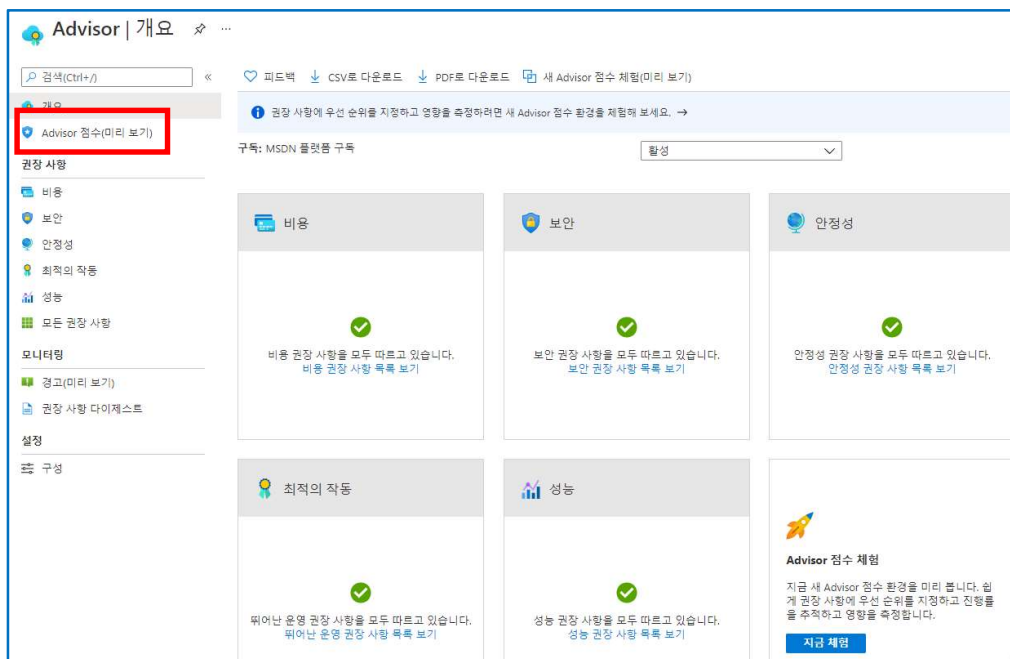 Advisor | 개요
검색(Ctrl+/)
«
개요
Advisor 점수(미리 보기)
권장 사항
비용
보안
안정성
최적의 작동
성능
모든 권장 사항
모니터링
경고(미리 보기)
권장 사항 다이제스트
설정
구성
피드백 CSV로 다운로드 PDF로 다운로드 새 Advisor 점수 체험(미리 보기)
권장 사항에 우선 순위를 지정하고 영향을 측정하려면 새 Advisor 점수 환경을 체험해 보세요. →
구독: MSDN 플랫폼 구독
활성
비용
비용 권장 사항을 모두 따르고 있습니다.
비용 권장 사항 목록 보기
보안
보안 권장 사항을 모두 따르고 있습니다.
보안 권장 사항 목록 보기
안정성
안정성 권장 사항을 모두 따르고 있습니다.
안정성 권장 사항 목록 보기
최적의 작동
뛰어난 운영 권장 사항을 모두 따르고 있습니다.
뛰어난 운영 권장 사항 목록 보기
성능
성능 권장 사항을 모두 따르고 있습니다.
성능 권장 사항 목록 보기
Advisor 점수 체험
지금 새 Advisor 점수 환경을 미리 봅니다. 쉽
게 권장 사항에 우선 순위를 지정하고 진행률
을 추적하고 영향을 측정합니다.
지금 체험